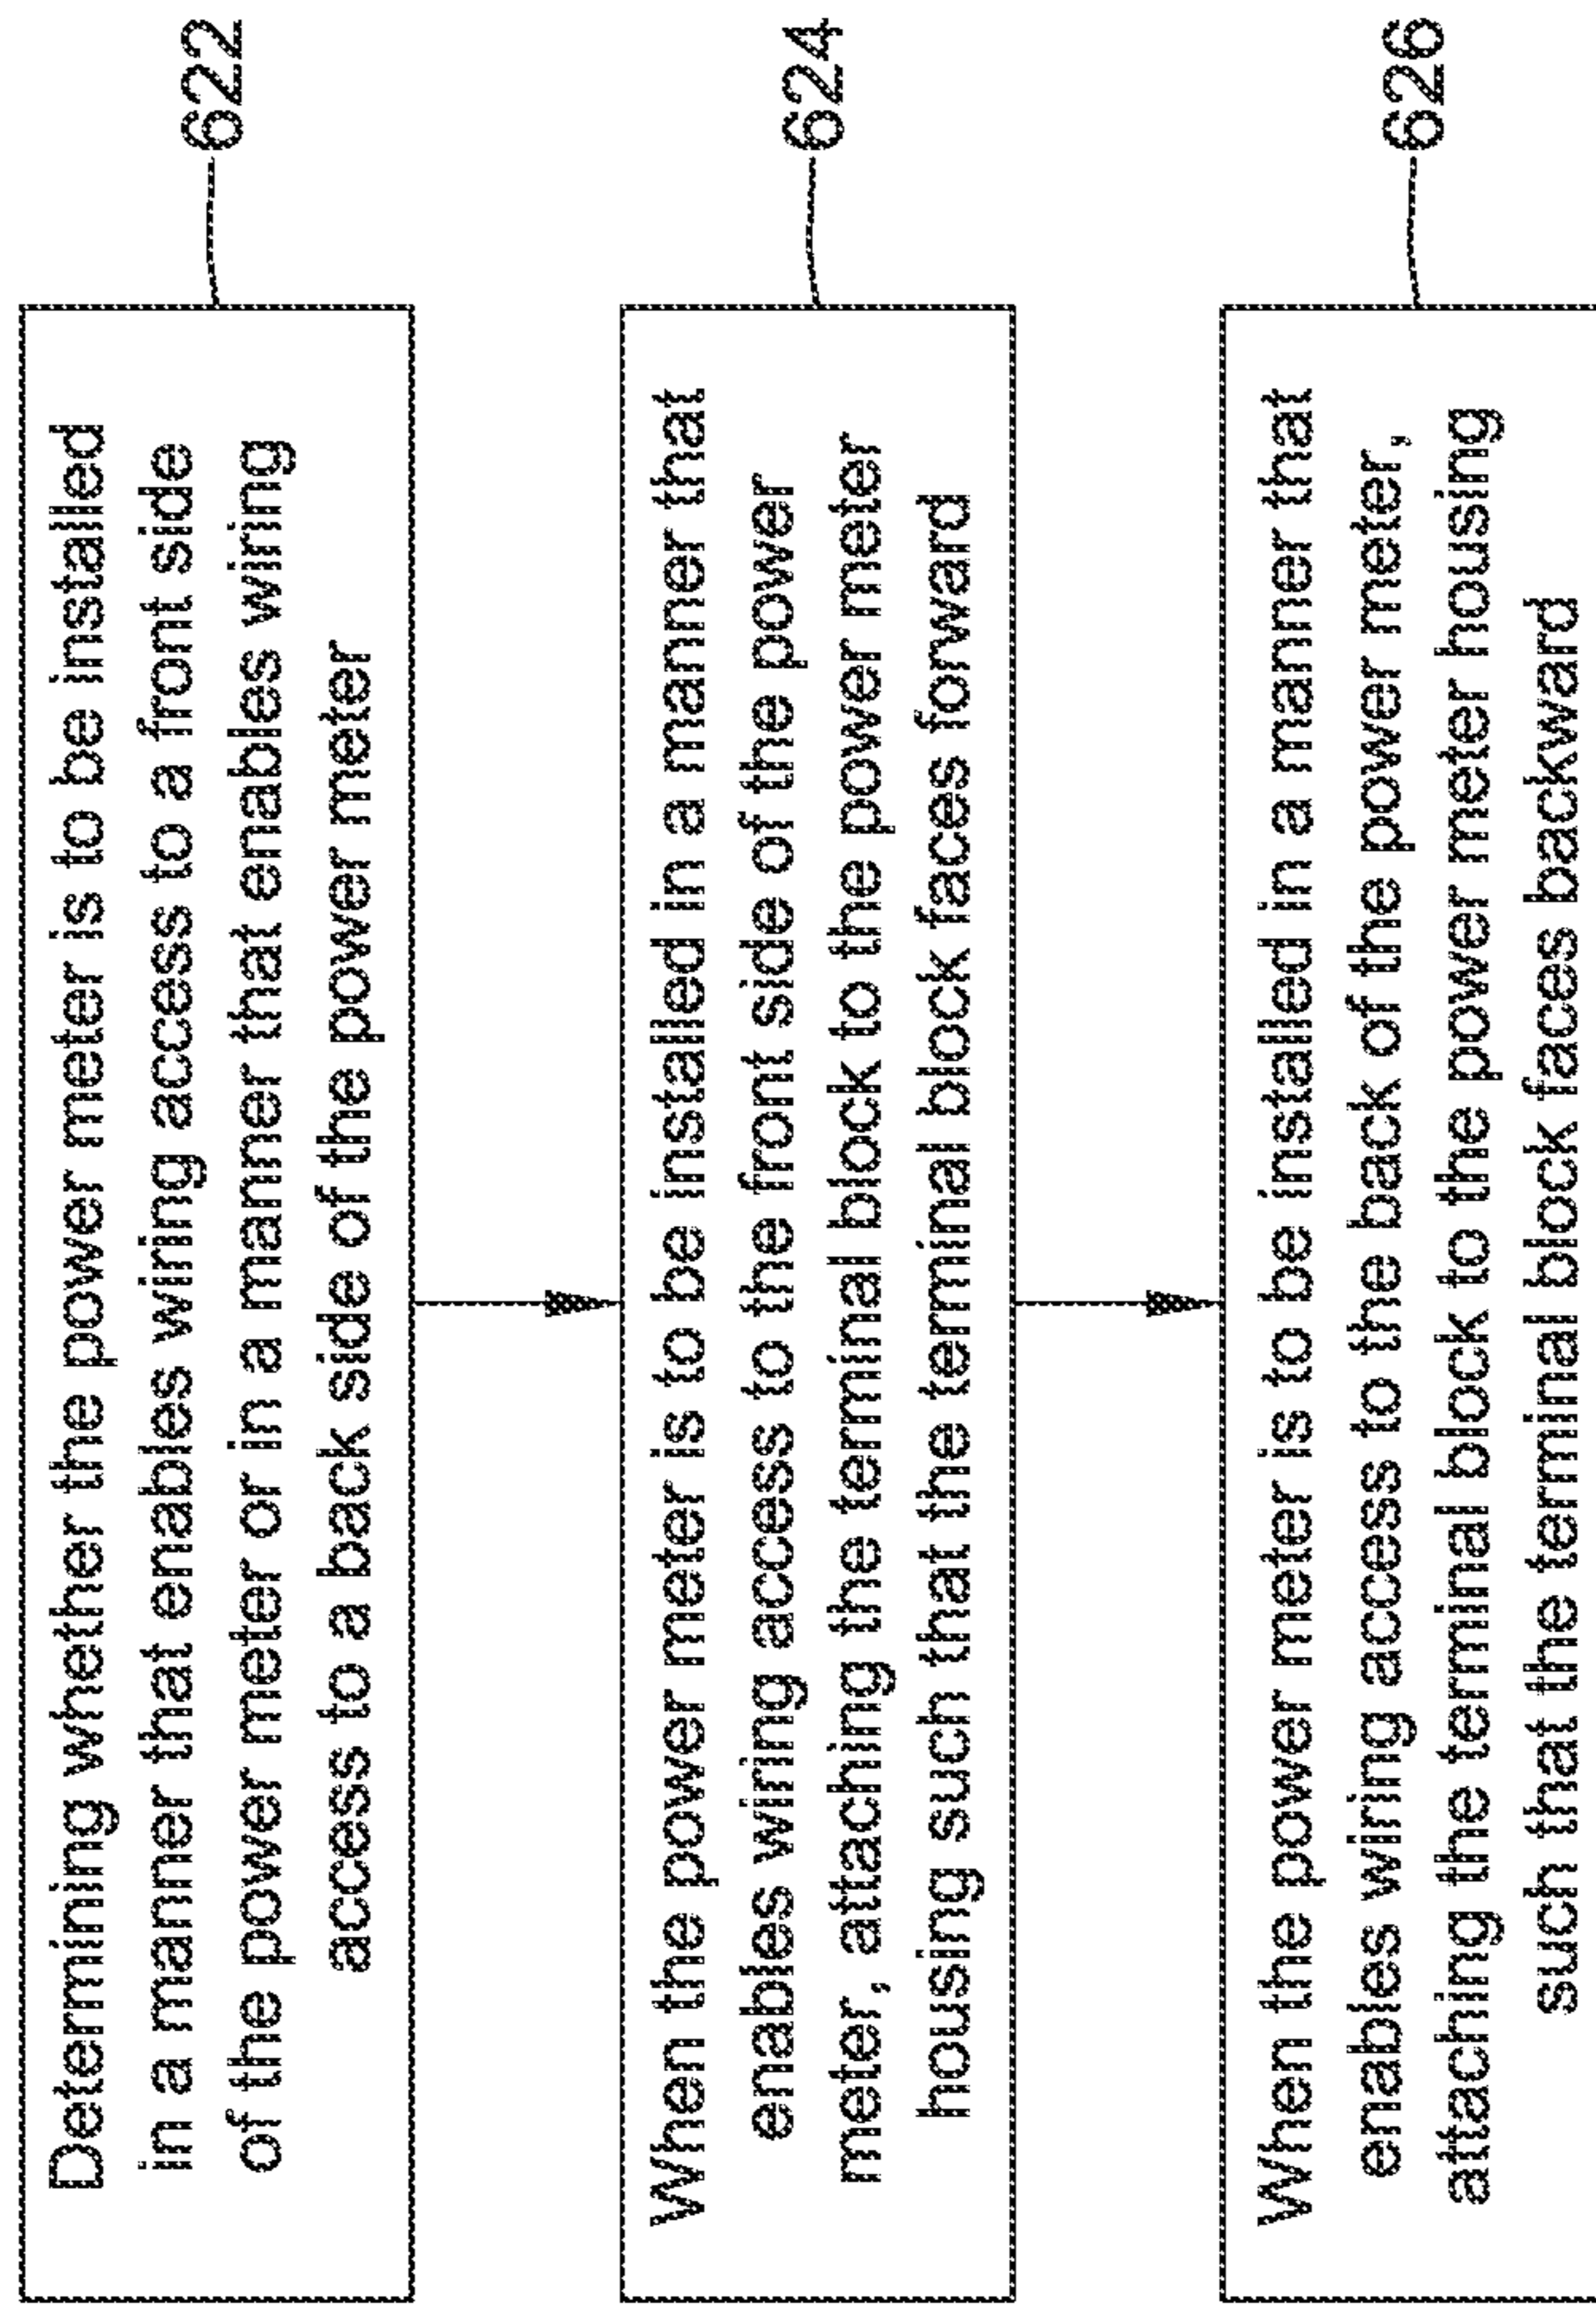 Determining whether the power meter is to be installed
in a manner that enables wiring access to a front side
of the power meter or in a manner that enables wiring
access to a back side of the power meter
622
When the power meter is to be installed in a manner that
enables wiring access to the front side of the power
meter, attaching the terminal block to the power meter
housing such that the terminal block faces forward
624
When the power meter is to be installed in a manner that
enables wiring access to the back of the power meter,
attaching the terminal block to the power meter housing
such that the terminal block faces backward
626